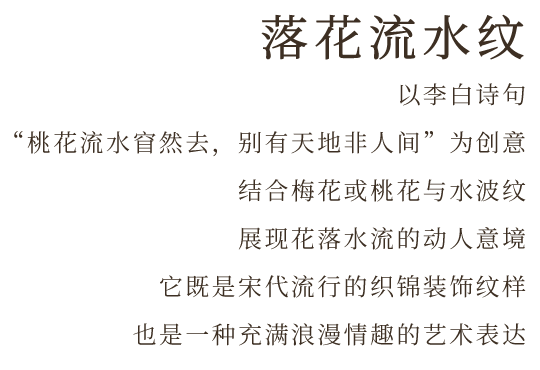 落花流水纹
以李白诗句
“桃花流水窅然去，别有天地非人间”为创意
结合梅花或桃花与水波纹
展现花落水流的动人意境
它既是宋代流行的织锦装饰纹样
也是一种充满浪漫情趣的艺术表达